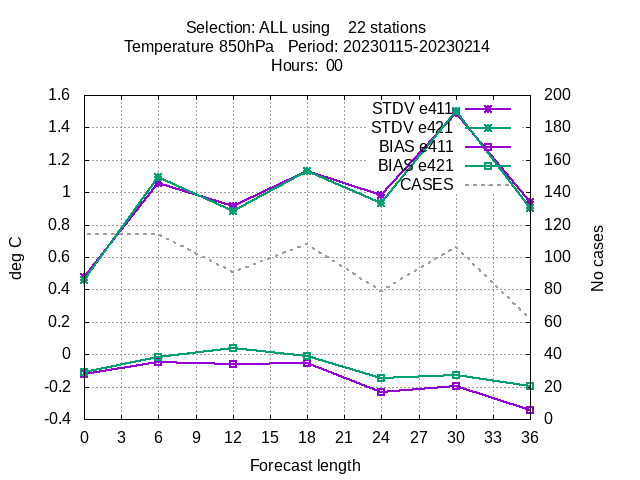 Selection: ALL using 22 stations
Temperature 850hPa Period: 20230115-20230214
Hours: 00
STDV e411
STDV e421
BIAS e411
BIAS e421
CASES
deg C
1.6
1.4
1.2
1
0.8
0.6
0.4
0.2
0
-0.2
-0.4
200
180
160
140
120
100
80
60
40
20
0
No cases
0 3 6 9 12 15 18 21 24 27 30 33 36
Forecast length